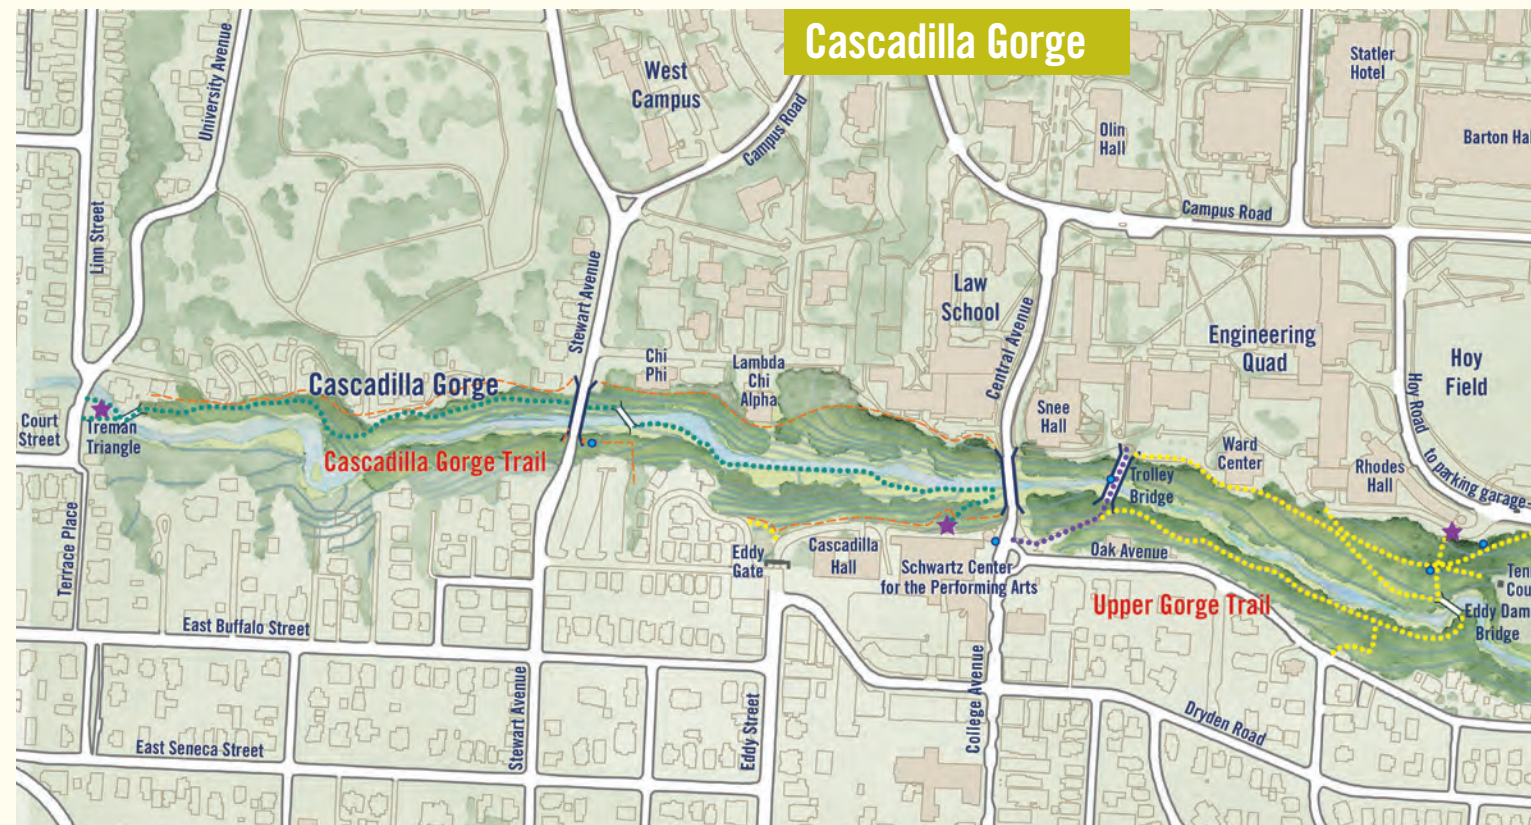 Cascadilla Gorge
University Avenue
West
Campus
Campus Road
Statler
Hotel
Olin
Hall
Barton Ha
Linn Street
Campus Road
Stewart Avenue
Law
School
Central Avenue
Engineering
Quad
Hoy
Field
Hoy Road
Chi
Phi
Lambda
Chi
Alpha
Cascadilla Gorge
Court
Street
Treman
Triangle
Cascadilla Gorge Trail
Snee
Hall
Ward
Center
Trolley
Bridge
Rhodes
Hall
to parking garage
Terrace Place
Eddy
Gate
Cascadilla
Hall
Schwartz Center
for the Performing Arts
Oak Avenue
Upper Gorge Trail
Ten
Cou
Eddy Dam
Bridge
East Buffalo Street
Stewart Avenue
Eddy Street
College Avenue
Dryden Road
East Seneca Street